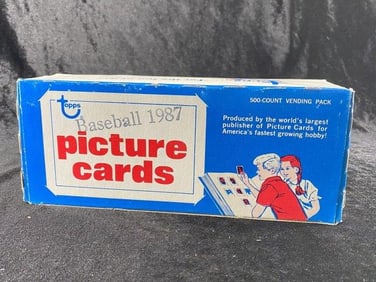 topps
Baseball 1987
picture
cards
500-COUNT VENDING PACK
Produced by the world's largest
publisher of Picture Cards for
America's fastest growing hobby!